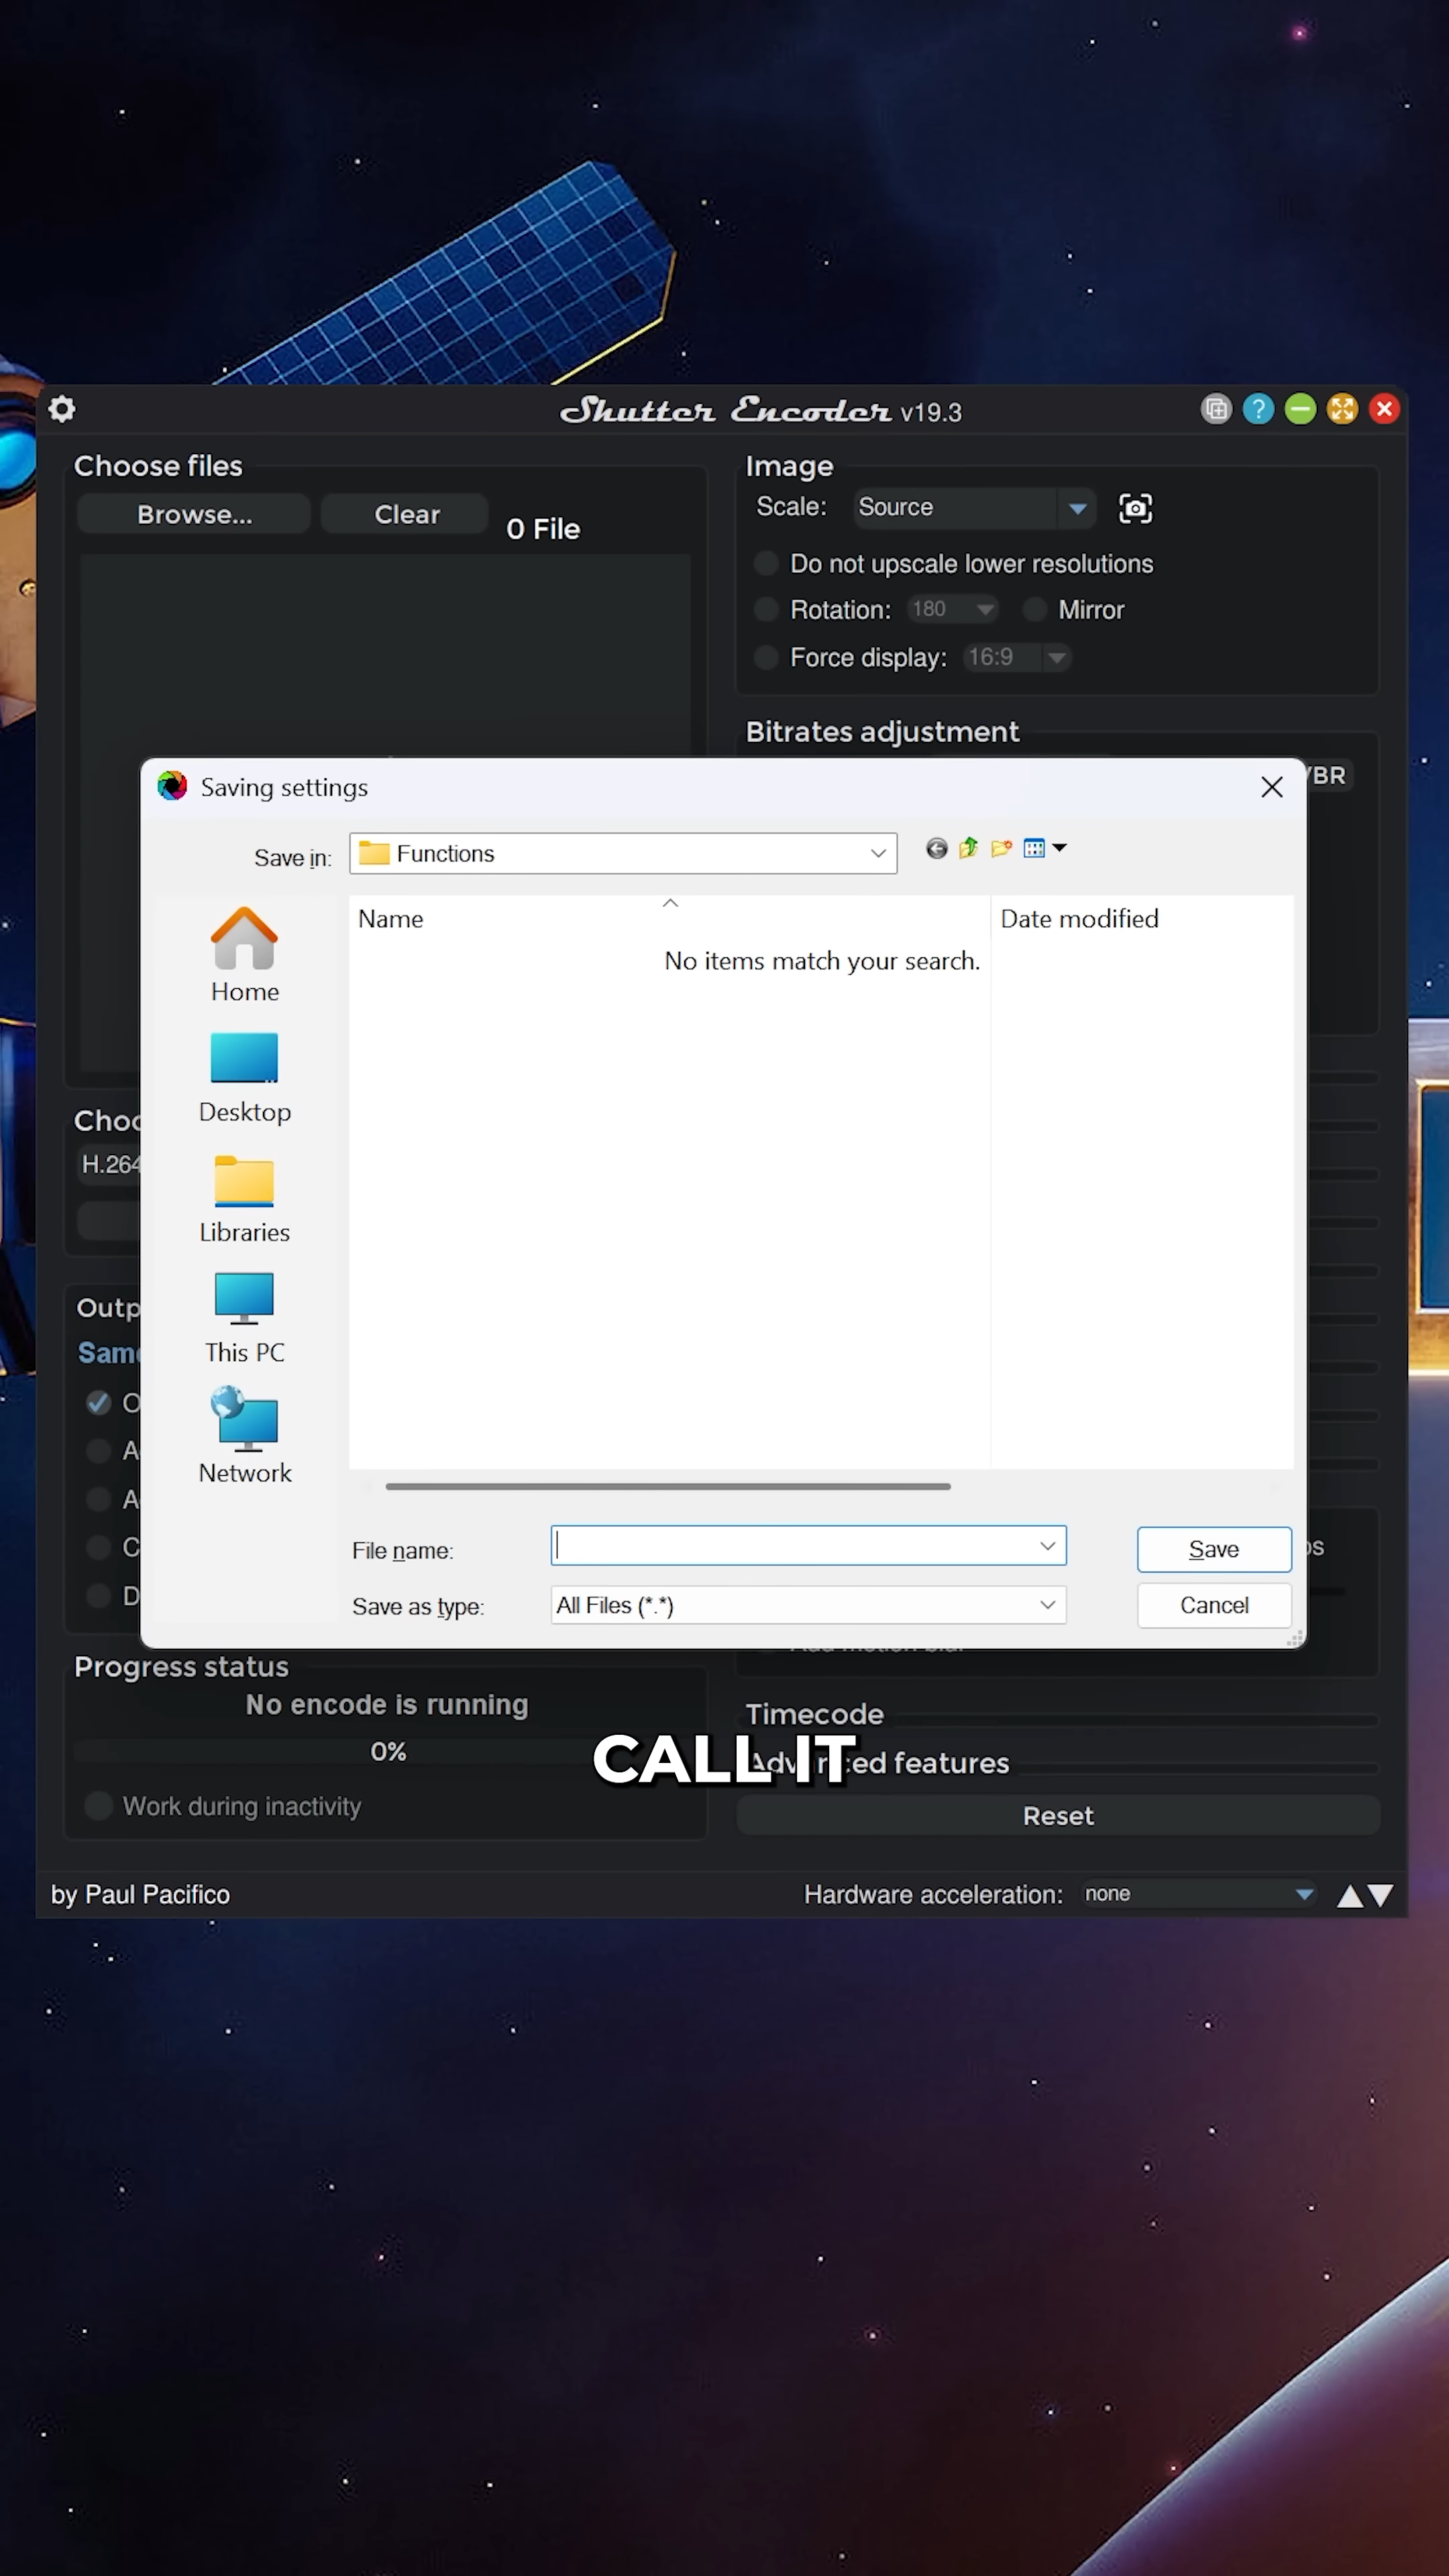 Shutter Encoder v19.3
Choose files
Browse...
Clear
0 File
Image
Scale:
Source
Do not upscale lower resolutions
Rotation:
180
Mirror
Force display:
16:9
Bitrates adjustment
VBR
Saving settings
Save in:
Functions
Name
Date modified
No items match your search.
Home
Desktop
Libraries
This PC
Network
H.264
File name:
Save
Save as type:
All Files (*.*)
Cancel
Progress status
No encode is running
0%
Work during inactivity
Timecode
CALL IT
Advanced features
Reset
by Paul Pacifico
Hardware acceleration:
none